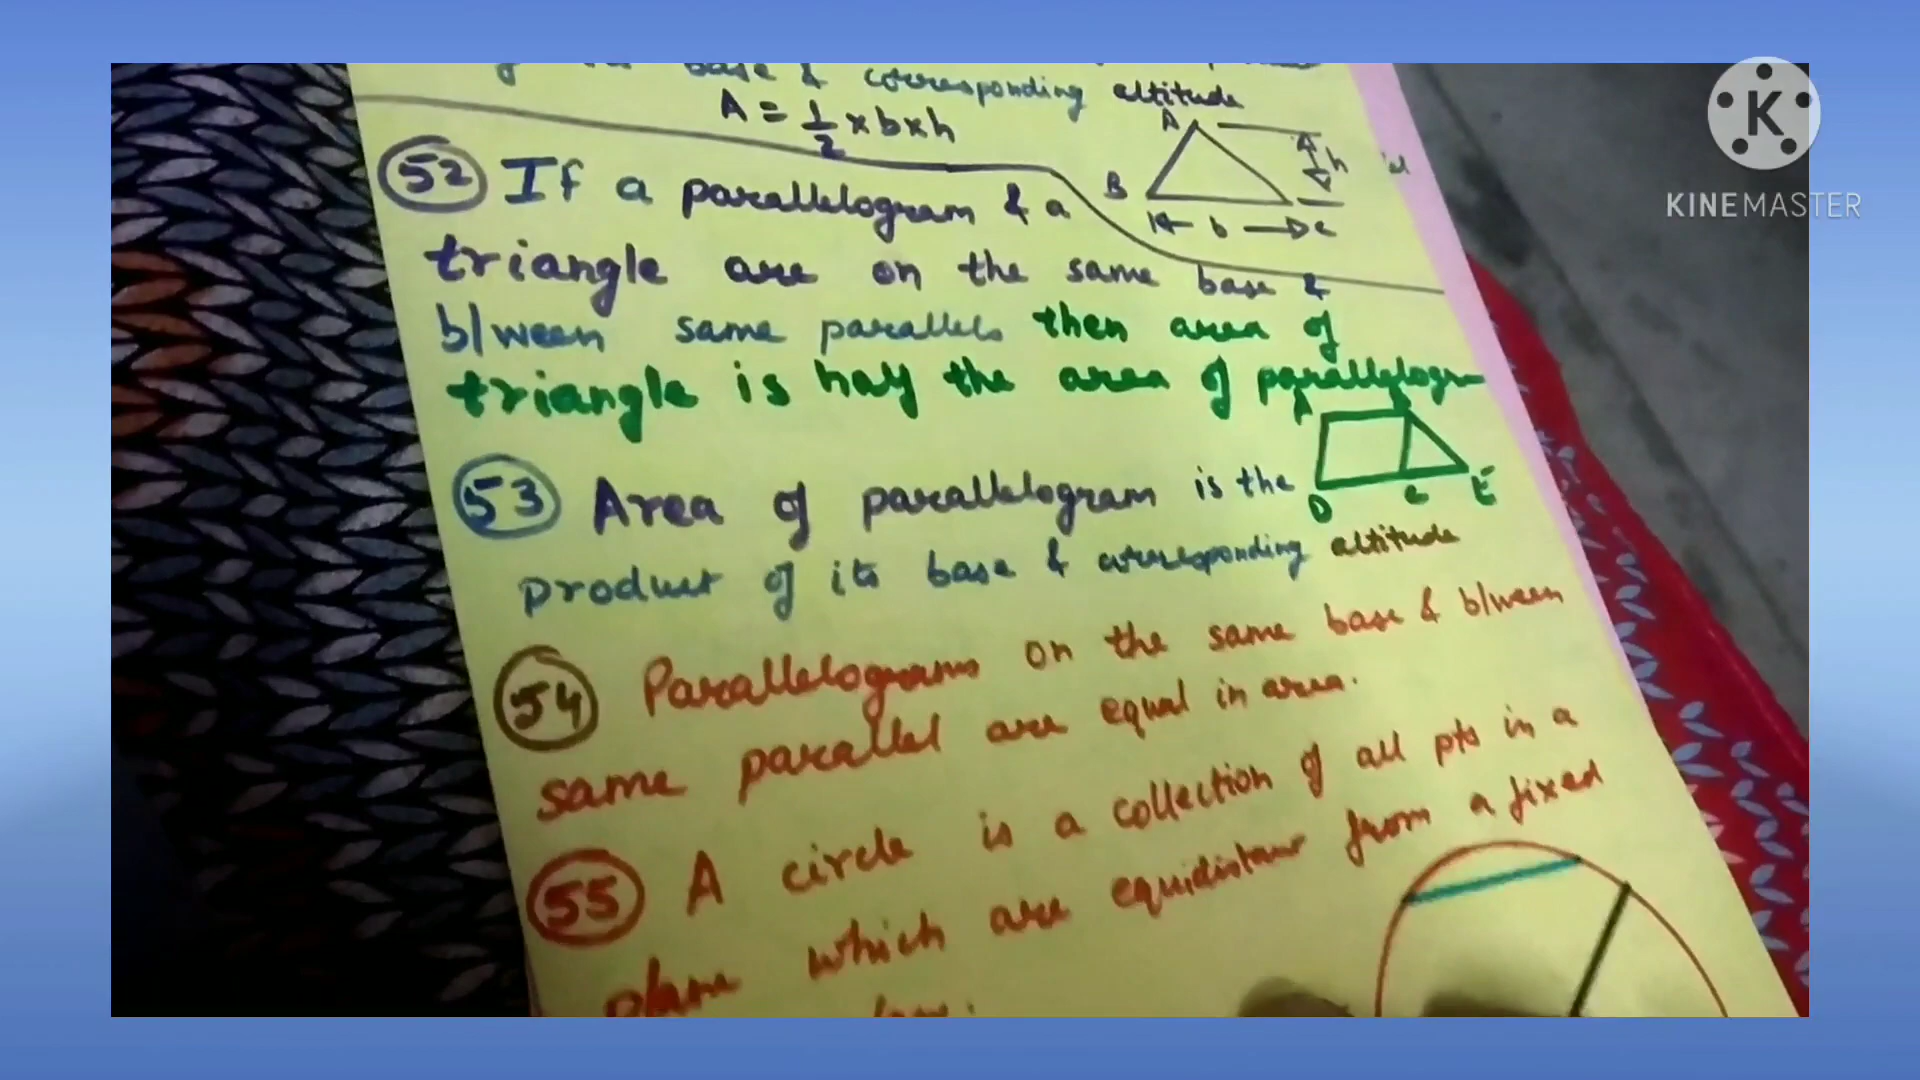 base & corresponding altitude
A = 1/2 × b × h
A
h
B
b
C
52 If a parallelogram & a
triangle are on the same base &
b/ween same parallels then area of
triangle is half the area of parallelogram
A
D
C
E
53 Area of parallelogram is the
product of its base & corresponding altitude
54 Parallelograms on the same base & b/ween
same parallel are equal in area.
55 A circle is a collection of all pts in a
plane which are equidistant from a fixed
K
KINEMASTER